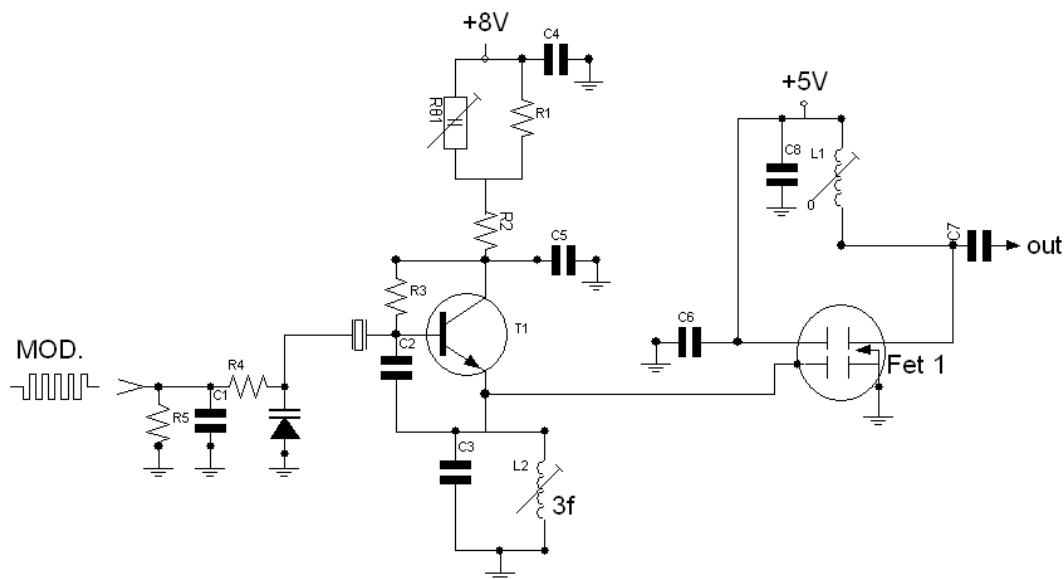 +8V
C4
R81
R1
+5V
C8
L1
0
R2
C5
C7
out
R3
T1
C6
MOD.
C2
Fet 1
R4
R5
C1
C3
L2
3f